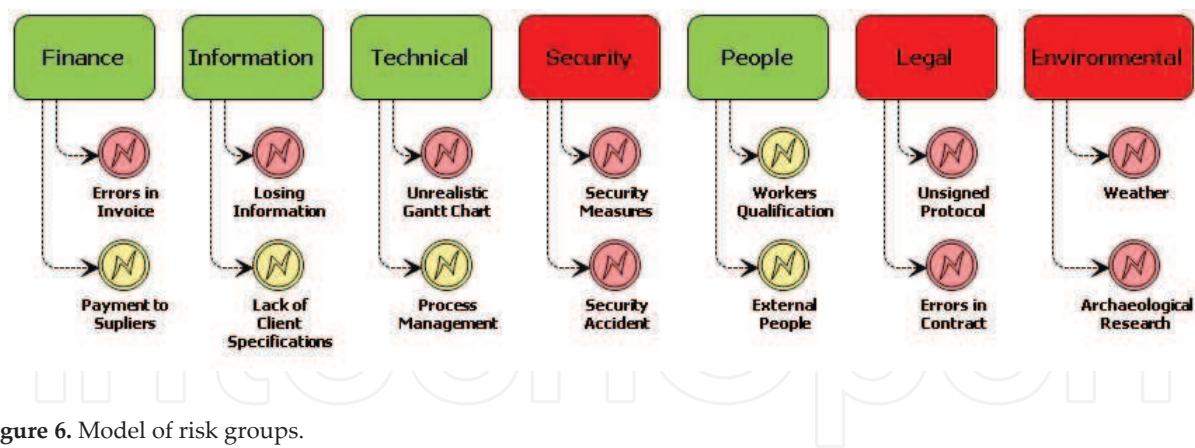 Finance
Information
Technical
Security
People
Legal
Environmental
Errors in
Invoice
Losing
Information
Unrealistic
Gantt Chart
Security
Measures
Workers
Qualification
Unsigned
Protocol
Weather
Payment to
Supliers
Lack of
Client
Specifications
Process
Management
Security
Accident
External
People
Errors in
Contract
Archaeological
Research
intechopen
gure 6. Model of risk groups.